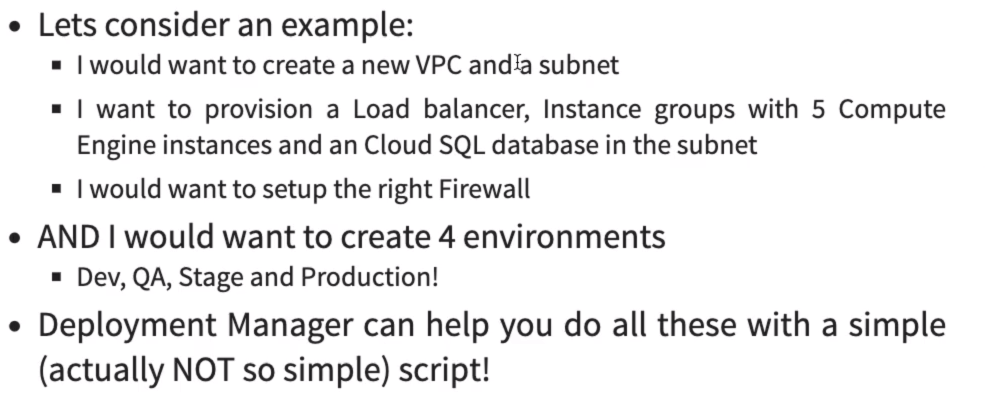 • Lets consider an example:
▪ I would want to create a new VPC and a subnet
▪ I want to provision a Load balancer, Instance groups with 5 Compute
Engine instances and an Cloud SQL database in the subnet
▪ I would want to setup the right Firewall
• AND I would want to create 4 environments
▪ Dev, QA, Stage and Production!
• Deployment Manager can help you do all these with a simple
(actually NOT so simple) script!